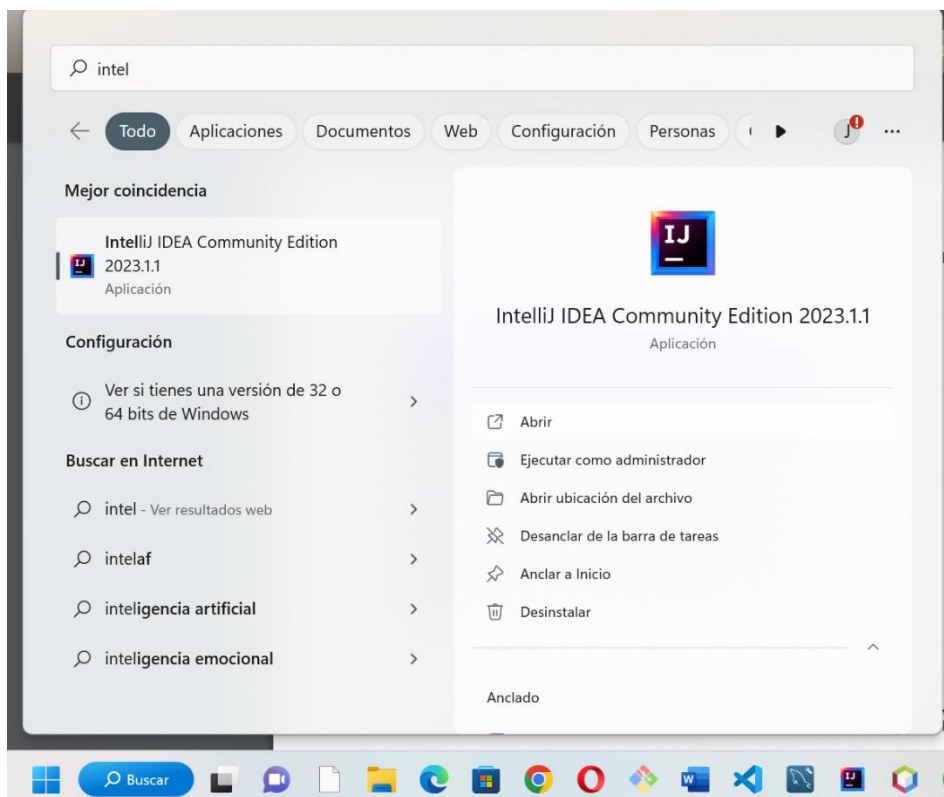 intel
Todo Aplicaciones Documentos Web Configuración Personas J
Mejor coincidencia
IntelliJ IDEA Community Edition
2023.1.1
Aplicación
Configuración
Ver si tienes una versión de 32 o
64 bits de Windows
Buscar en Internet
intel - Ver resultados web
intelaf
inteligencia artificial
inteligencia emocional
IJ
IntelliJ IDEA Community Edition 2023.1.1
Aplicación
Abrir
Ejecutar como administrador
Abrir ubicación del archivo
Desanclar de la barra de tareas
Anclar a Inicio
Desinstalar
Anclado
Buscar